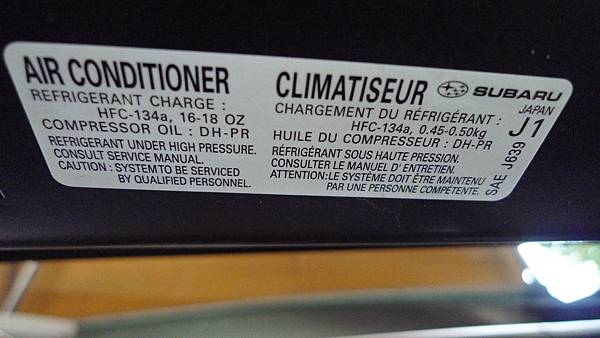 AIR CONDITIONER
REFRIGERANT CHARGE :
HFC-134a, 16-18 OZ
COMPRESSOR OIL : DH-PR
REFRIGERANT UNDER HIGH PRESSURE.
CONSULT SERVICE MANUAL.
CAUTION : SYSTEM TO BE SERVICED
BY QUALIFIED PERSONNEL.
CLIMATISEUR
SUBARU
JAPAN
CHARGEMENT DU RÉFRIGÉRANT :
HFC-134a, 0.45-0.50kg
HUILE DU COMPRESSEUR : DH-PR
RÉFRIGÉRANT SOUS HAUTE PRESSION.
CONSULTER LE MANUEL D' ENTRETIEN.
ATTENTION:LE SYSTÈME DOIT ÊTRE MAINTENU
PAR UNE PERSONNE COMPÉTENTE.
J1
SAE J639